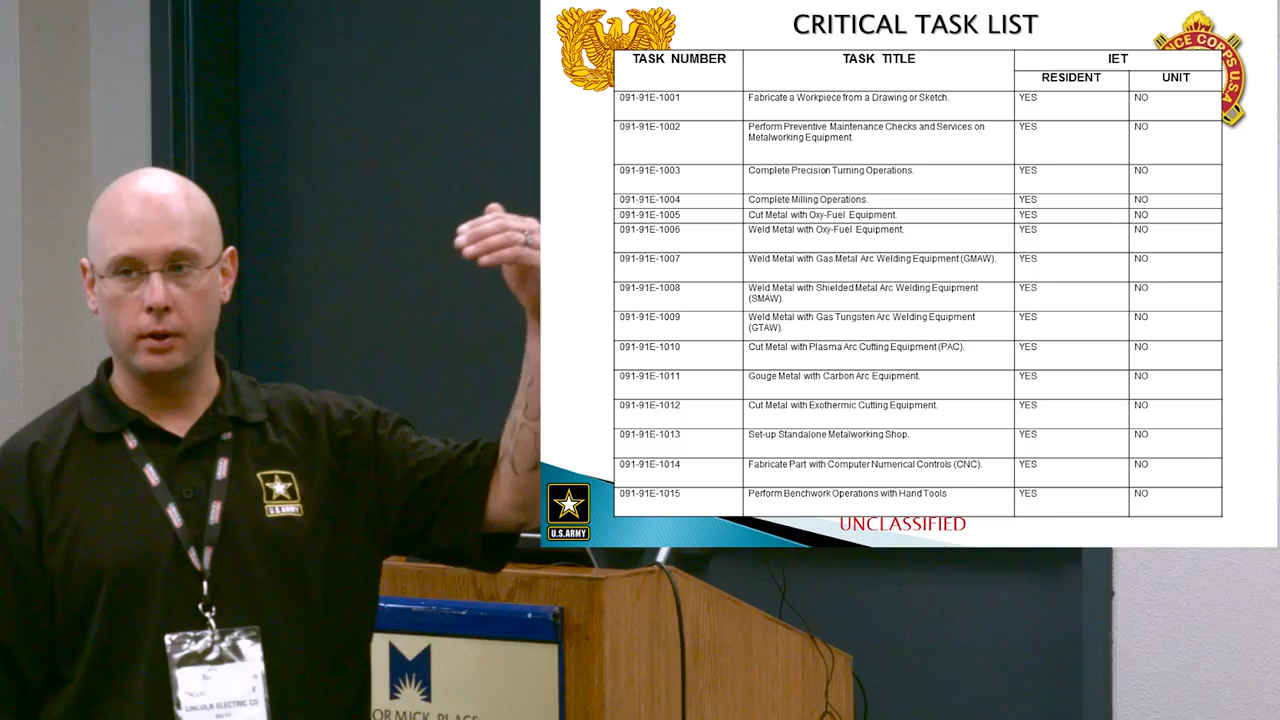 CRITICAL TASK LIST
TASK NUMBER TASK TITLE IET
RESIDENT UNIT
091-91E-1001 Fabricate a Workpiece from a Drawing or Sketch. YES NO
091-91E-1002 Perform Preventive Maintenance Checks and Services on YES NO
Metalworking Equipment.
091-91E-1003 Complete Precision Turning Operations. YES NO
091-91E-1004 Complete Milling Operations. YES NO
091-91E-1005 Cut Metal with Oxy-Fuel Equipment. YES NO
091-91E-1006 Weld Metal with Oxy-Fuel Equipment. YES NO
091-91E-1007 Weld Metal with Gas Metal Arc Welding Equipment (GMAW). YES NO
091-91E-1008 Weld Metal with Shielded Metal Arc Welding Equipment YES NO
(SMAW).
091-91E-1009 Weld Metal with Gas Tungsten Arc Welding Equipment YES NO
(GTAW).
091-91E-1010 Cut Metal with Plasma Arc Cutting Equipment (PAC). YES NO
091-91E-1011 Gouge Metal with Carbon Arc Equipment. YES NO
091-91E-1012 Cut Metal with Exothermic Cutting Equipment. YES NO
091-91E-1013 Set-up Standalone Metalworking Shop. YES NO
091-91E-1014 Fabricate Part with Computer Numerical Controls (CNC). YES NO
091-91E-1015 Perform Benchwork Operations with Hand Tools YES NO
UNCLASSIFIED
U.S.ARMY
NCE CORPS U.S.A
U.S.ARMY
LINCOLN ELECTRIC CO
ORMICK PLACE